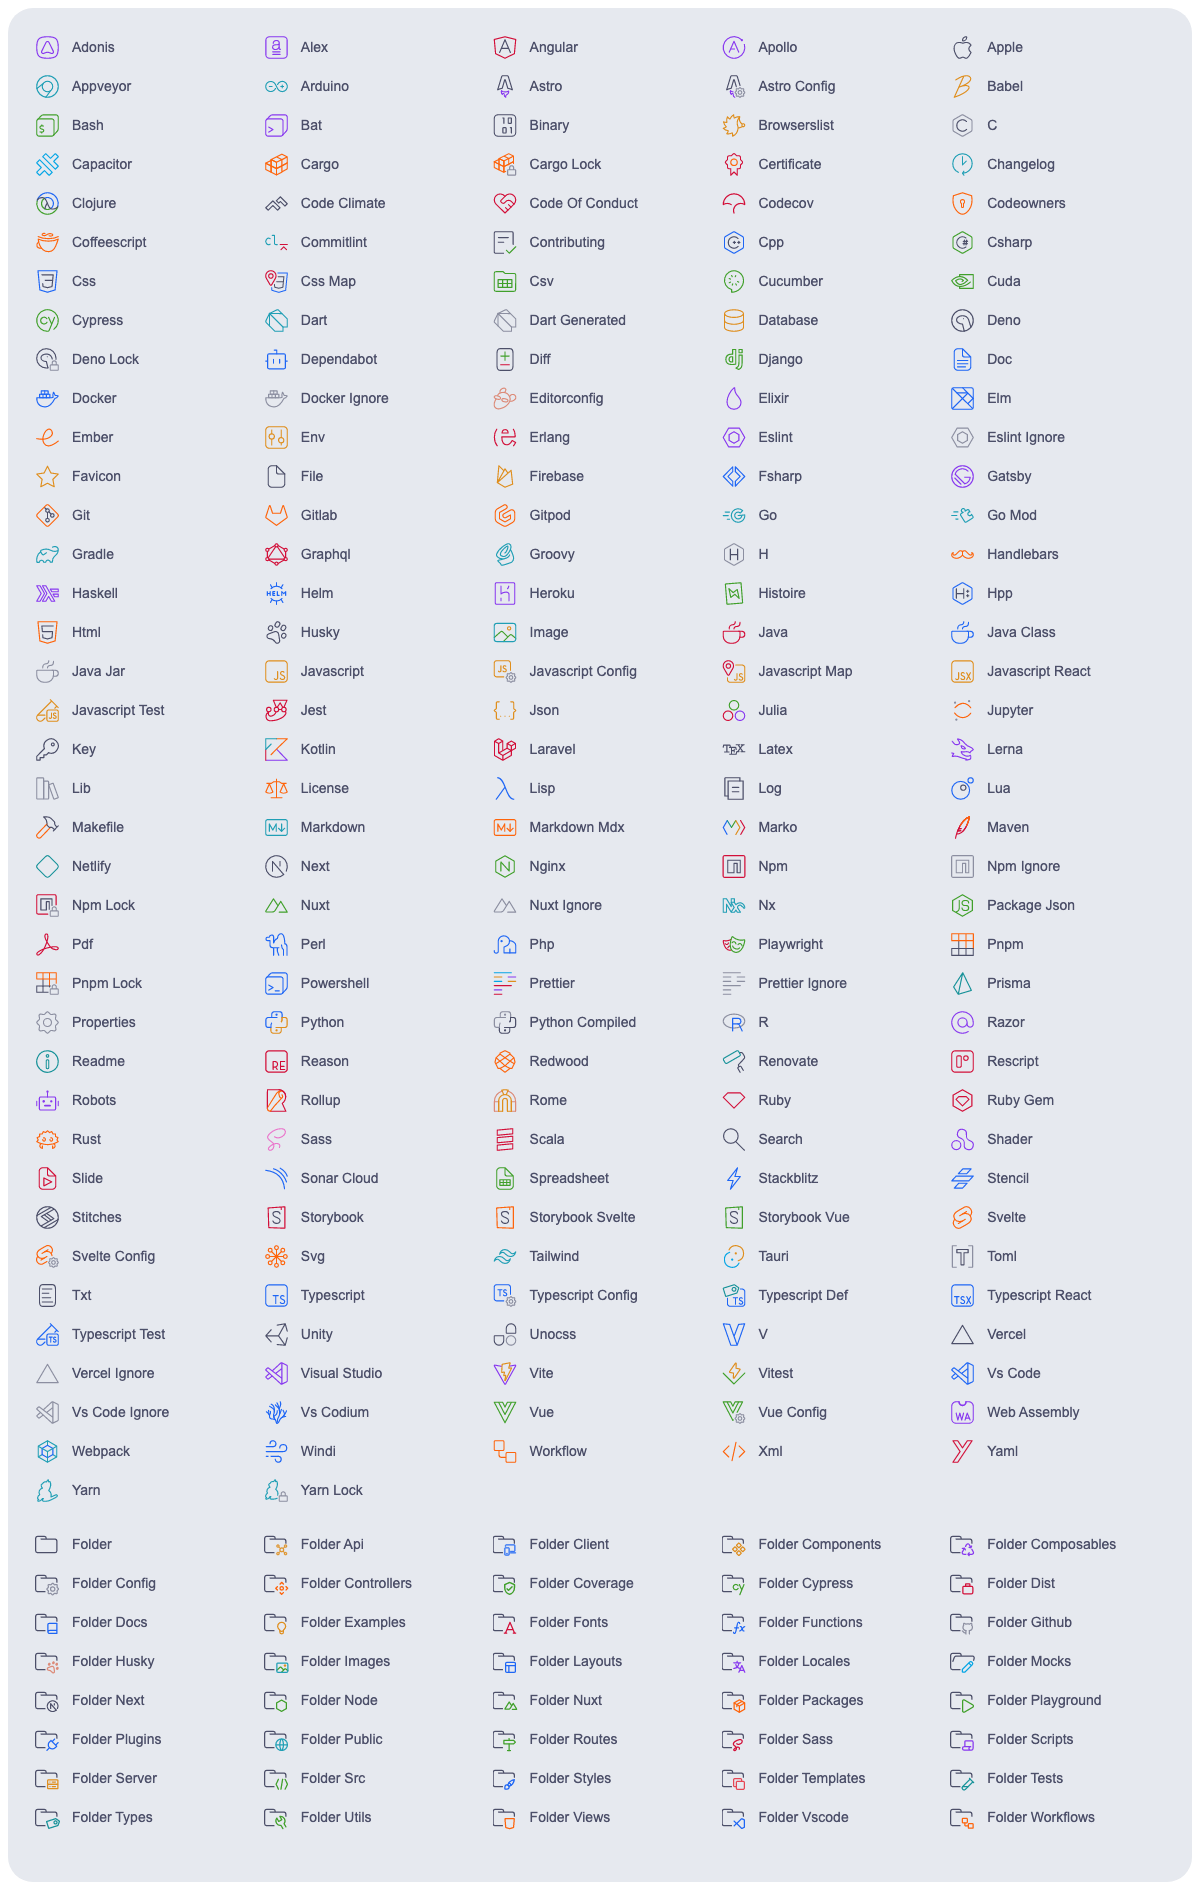 Adonis Alex Angular Apollo Apple
Appveyor Arduino Astro Astro Config Babel
Bash Bat Binary Browserslist C
Capacitor Cargo Cargo Lock Certificate Changelog
Clojure Code Climate Code Of Conduct Codecov Codeowners
Coffeescript Commitlint Contributing Cpp Csharp
Css Css Map Csv Cucumber Cuda
Cypress Dart Dart Generated Database Deno
Deno Lock Dependabot Diff Django Doc
Docker Docker Ignore Editorconfig Elixir Elm
Ember Env Erlang Eslint Eslint Ignore
Favicon File Firebase Fsharp Gatsby
Git Gitlab Gitpod Go Go Mod
Gradle Graphql Groovy H Handlebars
Haskell Helm Heroku Histoire Hpp
Html Husky Image Java Java Class
Java Jar Javascript Javascript Config Javascript Map Javascript React
Javascript Test Jest Json Julia Jupyter
Key Kotlin Laravel Latex Lerna
Lib License Lisp Log Lua
Makefile Markdown Markdown Mdx Marko Maven
Netlify Next Nginx Npm Npm Ignore
Npm Lock Nuxt Nuxt Ignore Nx Package Json
Pdf Perl Php Playwright Pnpm
Pnpm Lock Powershell Prettier Prettier Ignore Prisma
Properties Python Python Compiled R Razor
Readme Reason Redwood Renovate Rescript
Robots Rollup Rome Ruby Ruby Gem
Rust Sass Scala Search Shader
Slide Sonar Cloud Spreadsheet Stackblitz Stencil
Stitches Storybook Storybook Svelte Storybook Vue Svelte
Svelte Config Svg Tailwind Tauri Toml
Txt Typescript Typescript Config Typescript Def Typescript React
Typescript Test Unity Unocss V Vercel
Vercel Ignore Visual Studio Vite Vitest Vs Code
Vs Code Ignore Vs Codium Vue Vue Config Web Assembly
Webpack Windi Workflow Xml Yaml
Yarn Yarn Lock
Folder Folder Api Folder Client Folder Components Folder Composables
Folder Config Folder Controllers Folder Coverage Folder Cypress Folder Dist
Folder Docs Folder Examples Folder Fonts Folder Functions Folder Github
Folder Husky Folder Images Folder Layouts Folder Locales Folder Mocks
Folder Next Folder Node Folder Nuxt Folder Packages Folder Playground
Folder Plugins Folder Public Folder Routes Folder Sass Folder Scripts
Folder Server Folder Src Folder Styles Folder Templates Folder Tests
Folder Types Folder Utils Folder Views Folder Vscode Folder Workflows